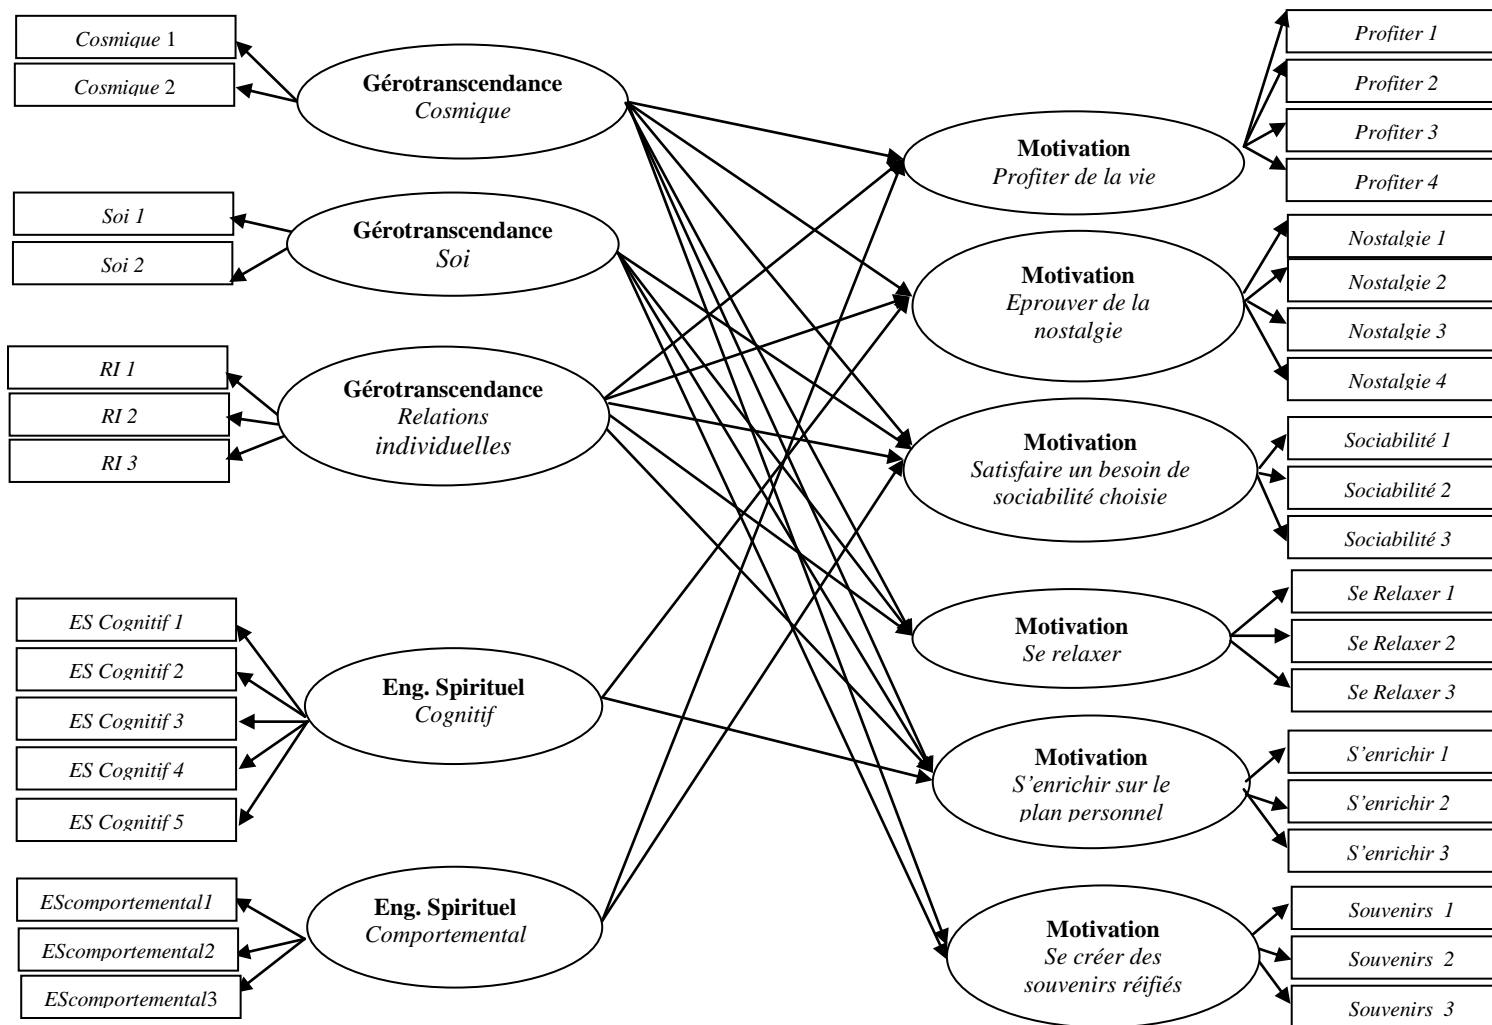 Cosmique 1
Cosmique 2
Gérotranscendance
Cosmique
Soi 1
Soi 2
Gérotranscendance
Soi
RI 1
RI 2
RI 3
Gérotranscendance
Relations
individuelles
ES Cognitif 1
ES Cognitif 2
ES Cognitif 3
ES Cognitif 4
ES Cognitif 5
Eng. Spirituel
Cognitif
EScomportemental1
EScomportemental2
EScomportemental3
Eng. Spirituel
Comportemental
Motivation
Profiter de la vie
Profiter 1
Profiter 2
Profiter 3
Profiter 4
Motivation
Eprouver de la
nostalgie
Nostalgie 1
Nostalgie 2
Nostalgie 3
Nostalgie 4
Motivation
Satisfaire un besoin de
sociabilité choisie
Sociabilité 1
Sociabilité 2
Sociabilité 3
Motivation
Se relaxer
Se Relaxer 1
Se Relaxer 2
Se Relaxer 3
Motivation
S’enrichir sur le
plan personnel
S’enrichir 1
S’enrichir 2
S’enrichir 3
Motivation
Se créer des
souvenirs réifiés
Souvenirs 1
Souvenirs 2
Souvenirs 3